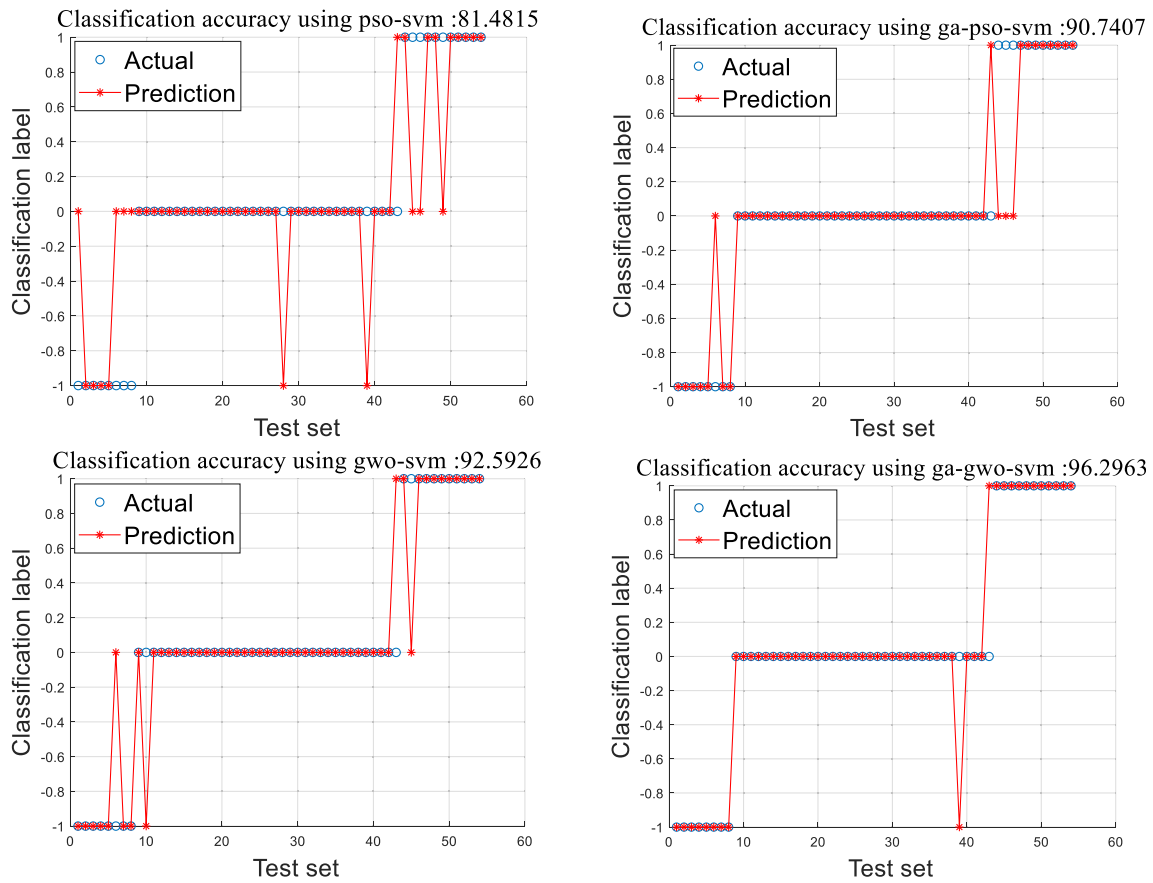 Classification accuracy using pso-svm :81.4815
1
0.8
0.6
0.4
0.2
0
-0.2
-0.4
-0.6
-0.8
-1
Classification label
Actual
Prediction
0 10 20 30 40 50 60
Test set
Classification accuracy using ga-pso-svm :90.7407
1
0.8
0.6
0.4
0.2
0
-0.2
-0.4
-0.6
-0.8
-1
Classification label
Actual
Prediction
0 10 20 30 40 50 60
Test set
Classification accuracy using gwo-svm :92.5926
1
0.8
0.6
0.4
0.2
0
-0.2
-0.4
-0.6
-0.8
-1
Classification label
Actual
Prediction
0 10 20 30 40 50 60
Test set
Classification accuracy using ga-gwo-svm :96.2963
1
0.8
0.6
0.4
0.2
0
-0.2
-0.4
-0.6
-0.8
-1
Classification label
Actual
Prediction
0 10 20 30 40 50 60
Test set